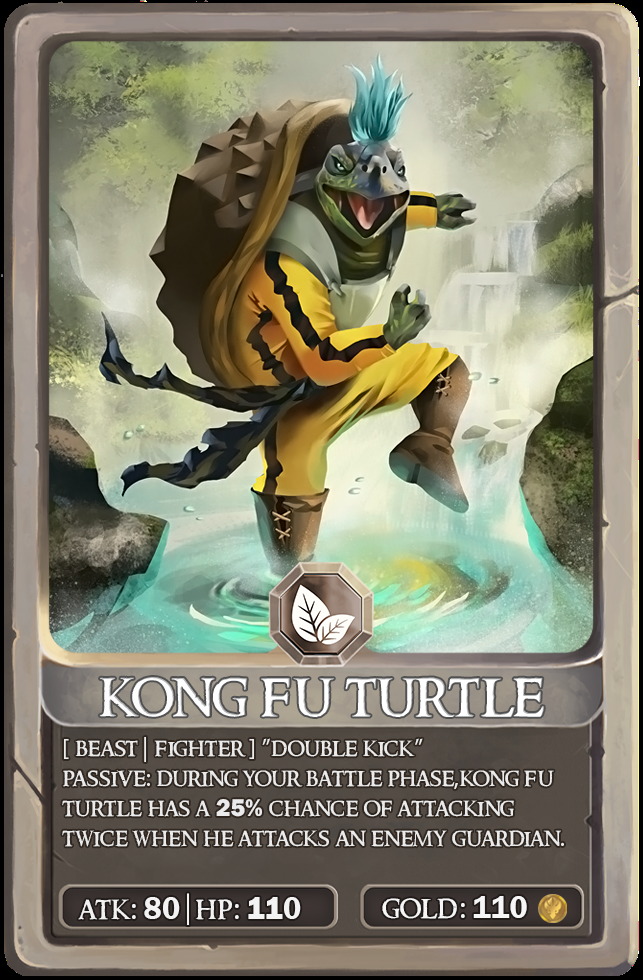 KONG FU TURTLE
[ BEAST | FIGHTER ] "DOUBLE KICK"
PASSIVE: DURING YOUR BATTLE PHASE,KONG FU
TURTLE HAS A 25% CHANCE OF ATTACKING
TWICE WHEN HE ATTACKS AN ENEMY GUARDIAN.
ATK: 80 | HP: 110
GOLD: 110